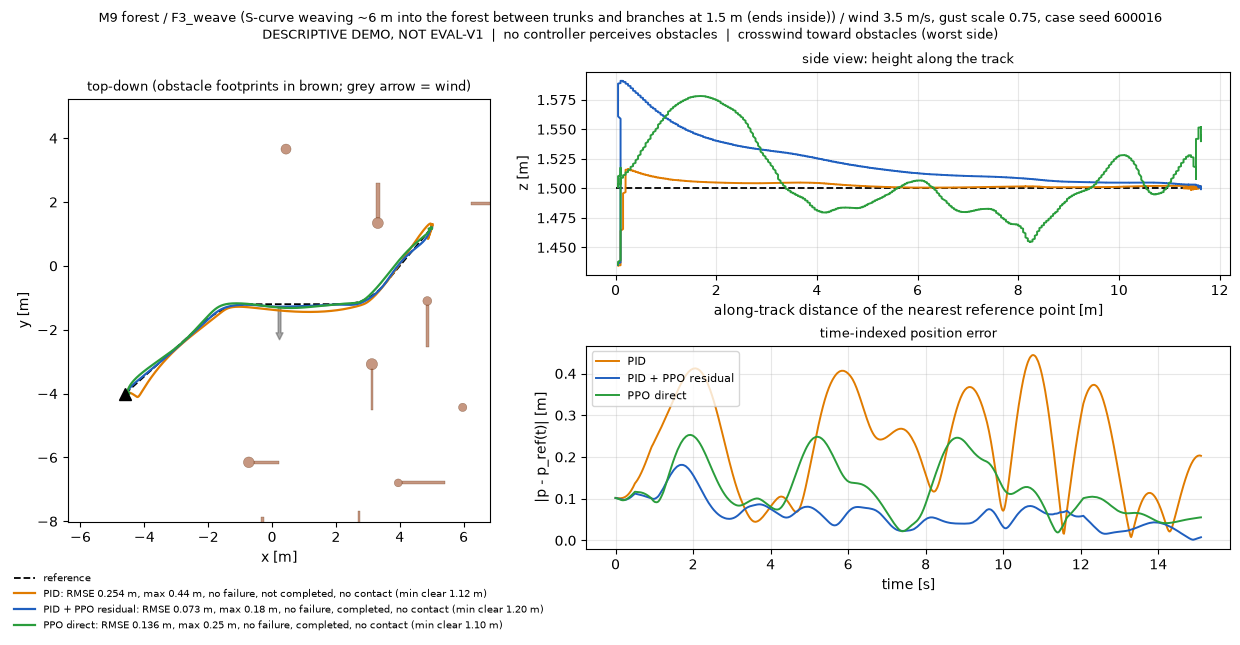 M9 forest / F3_weave (S-curve weaving ~6 m into the forest between trunks and branches at 1.5 m (ends inside)) / wind 3.5 m/s, gust scale 0.75, case seed 600016
DESCRIPTIVE DEMO, NOT EVAL-V1 | no controller perceives obstacles | crosswind toward obstacles (worst side)
top-down (obstacle footprints in brown; grey arrow = wind)
4
2
0
−2
−4
−6
−8
y [m]
−6 −4 −2 0 2 4 6
x [m]
side view: height along the track
1.575
1.550
1.525
1.500
1.475
1.450
z [m]
0 2 4 6 8 10 12
along-track distance of the nearest reference point [m]
time-indexed position error
PID
PID + PPO residual
PPO direct
0.4
0.3
0.2
0.1
0.0
|p - p_ref(t)| [m]
0 2 4 6 8 10 12 14
time [s]
reference
PID: RMSE 0.254 m, max 0.44 m, no failure, not completed, no contact (min clear 1.12 m)
PID + PPO residual: RMSE 0.073 m, max 0.18 m, no failure, completed, no contact (min clear 1.20 m)
PPO direct: RMSE 0.136 m, max 0.25 m, no failure, completed, no contact (min clear 1.10 m)